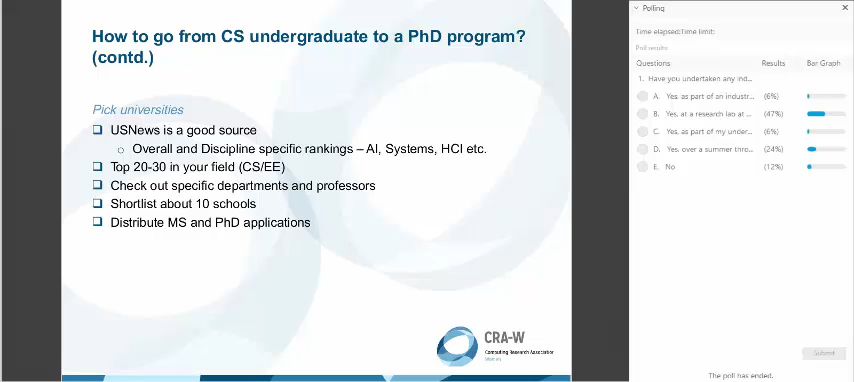 How to go from CS undergraduate to a PhD program?
(contd.)
Pick universities
USNews is a good source
Overall and Discipline specific rankings – AI, Systems, HCI etc.
Top 20-30 in your field (CS/EE)
Check out specific departments and professors
Shortlist about 10 schools
Distribute MS and PhD applications
CRA-W
Computing Research Association
Women
Polling
Time elapsed:Time limit:
Poll results
Questions Results Bar Graph
1. Have you undertaken any ind...
A. Yes, as part of an industr... (6%)
B. Yes, at a research lab at ... (47%)
C. Yes, as part of my under... (6%)
D. Yes, over a summer thro... (24%)
E. No (12%)
Submit
The poll has ended.